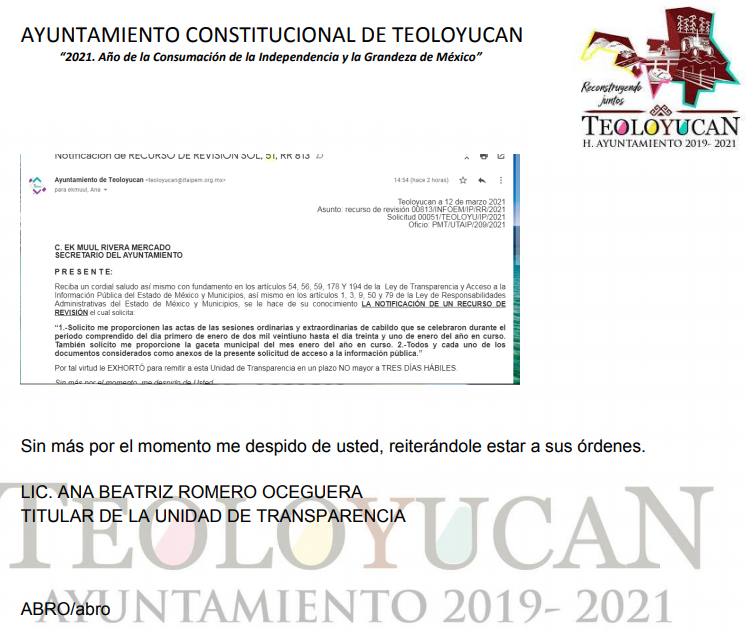 AYUNTAMIENTO CONSTITUCIONAL DE TEOLOYUCAN
“2021. Año de la Consumación de la Independencia y la Grandeza de México”
Reconstruyendo
juntos
TEOLOYUCAN
H. AYUNTAMIENTO 2019- 2021
Notificación de RECURSO DE REVISIÓN SOL, 51, RR 813
Ayuntamiento de Teoloyucan <teoloyucan@itaipem.org.mx>
14:54 (hace 2 horas)
para ekmuul, Ana
Teoloyucan a 12 de marzo 2021
Asunto: recurso de revisión 00813/INFOEM/IP/RR/2021
Solicitud 00051/TEOLOYU/IP/2021
Oficio: PMT/UTAIP/209/2021
C. EK MUUL RIVERA MERCADO
SECRETARIO DEL AYUNTAMIENTO
P R E S E N T E:
Reciba un cordial saludo así mismo con fundamento en los artículos 54, 56, 59, 178 Y 194 de la Ley de Transparencia y Acceso a la
Información Pública del Estado de México y Municipios, así mismo en los artículos 1, 3, 9, 50 y 79 de la Ley de Responsabilidades
Administrativas del Estado de México y Municipios, se le hace de su conocimiento LA NOTIFICACIÓN DE UN RECURSO DE
REVISIÓN el cual solicita:
“1.-Solicito me proporcionen las actas de las sesiones ordinarias y extraordinarias de cabildo que se celebraron durante el
periodo comprendido del día primero de enero de dos mil veintiuno hasta el día treinta y uno de enero del año en curso.
También solicito me proporcione la gaceta municipal del mes enero del año en curso. 2.-Todos y cada uno de los
documentos considerados como anexos de la presente solicitud de acceso a la información pública.”
Por tal virtud le EXHORTÓ para remitir a esta Unidad de Transparencia en un plazo NO mayor a TRES DÍAS HÁBILES.
Sin más por el momento, me despido de Usted
Sin más por el momento me despido de usted, reiterándole estar a sus órdenes.
LIC. ANA BEATRIZ ROMERO OCEGUERA
TITULAR DE LA UNIDAD DE TRANSPARENCIA
TEOLOYUCAN
ABRO/abro
AYUNTAMIENTO 2019- 2021